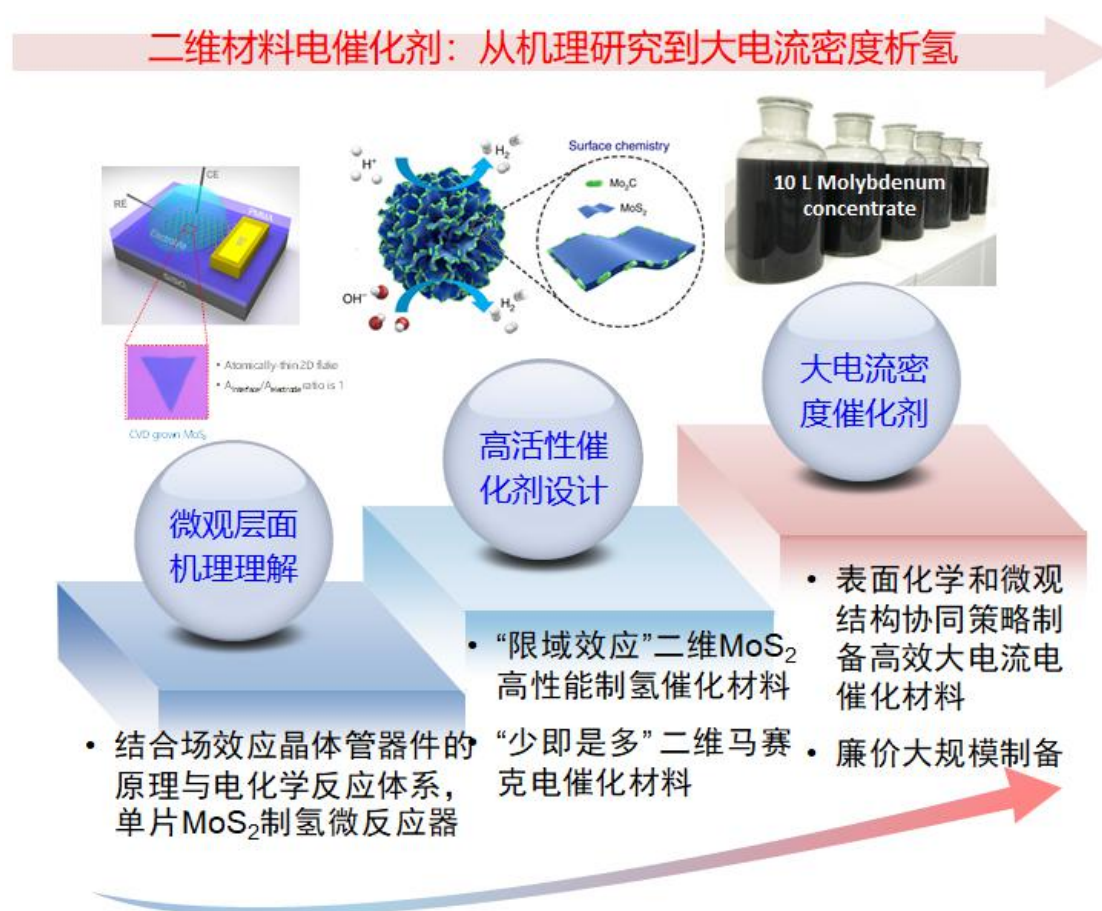 二维材料电催化剂：从机理研究到大电流密度析氢
CE
RE
PMMA
Electrolyte
• Atomically-thin 2D flake
• A_interface/A_electrode ratio is 1
CVD grown MoS₂
H⁺
H₂
OH⁻
H₂
Surface chemistry
Mo₂C
MoS₂
10 L Molybdenum
concentrate
微观层面
机理理解
高活性催
化剂设计
大电流密
度催化剂
• 结合场效应晶体管器件的
原理与电化学反应体系，
单片MoS₂制氢微反应器
• “限域效应”二维MoS₂
高性能制氢催化材料
• “少即是多” 二维马赛
克电催化材料
• 表面化学和微观
结构协同策略制
备高效大电流电
催化材料
• 廉价大规模制备